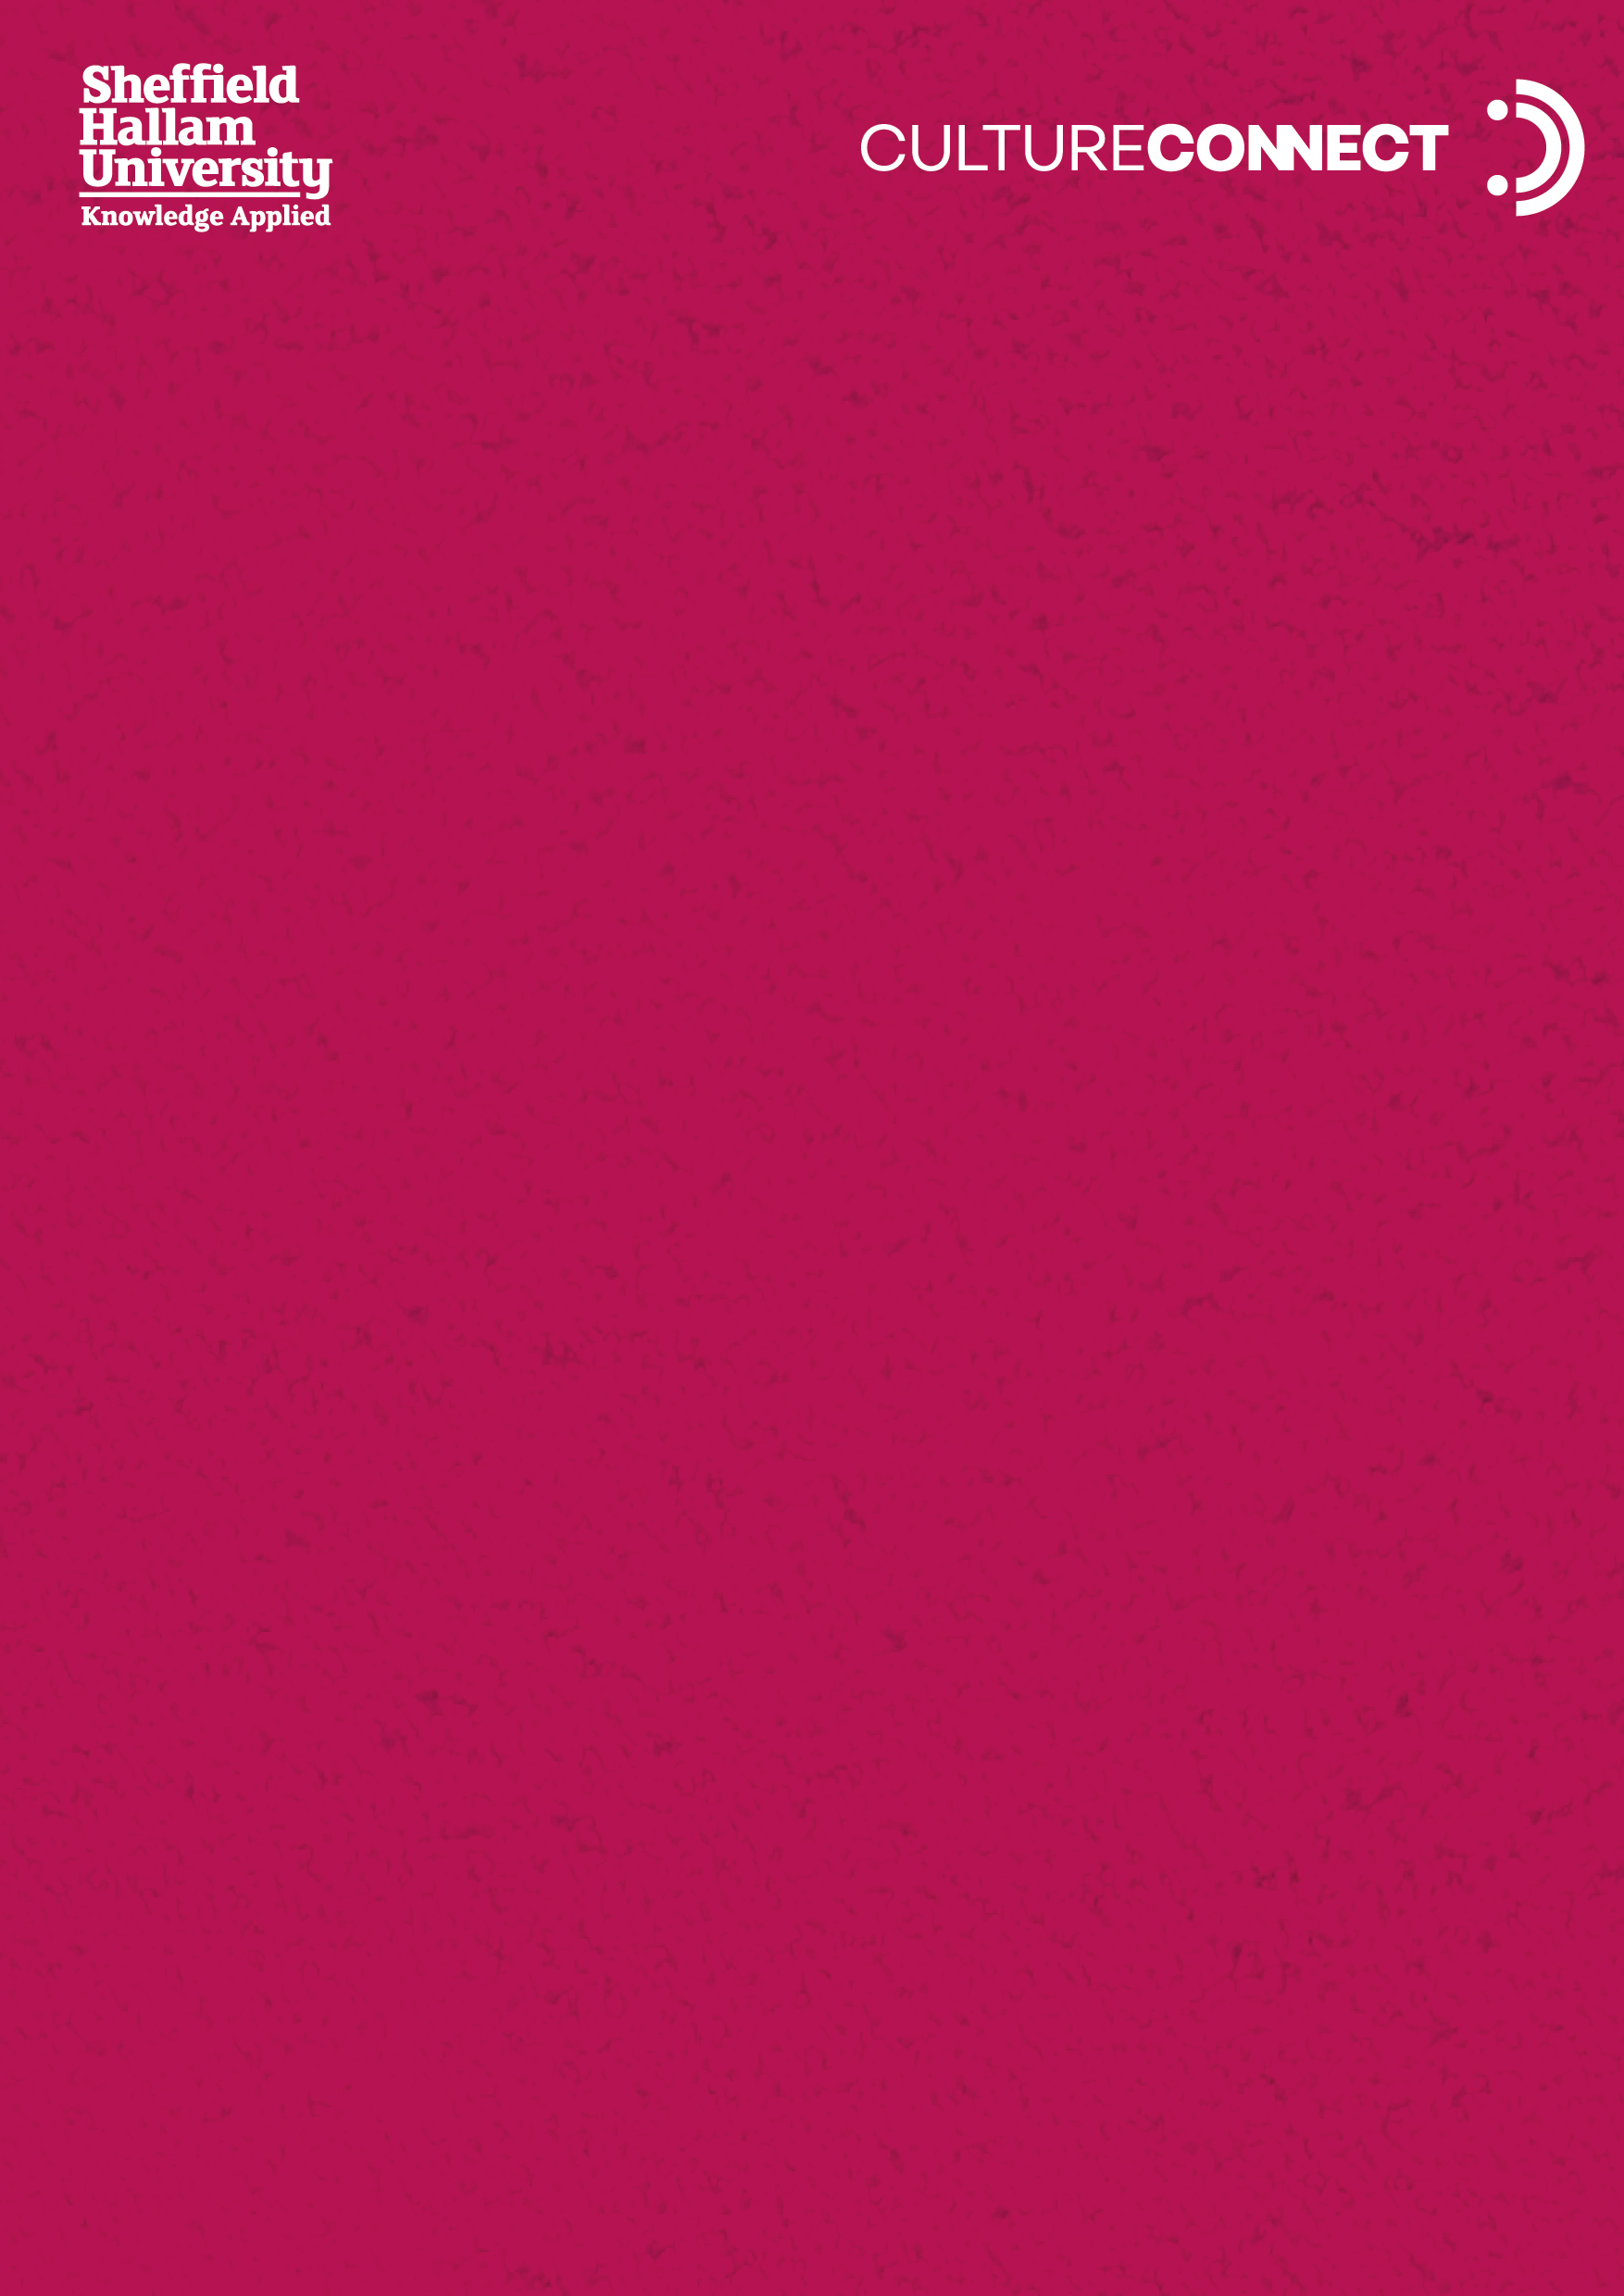 Sheffield
Hallam
University
Knowledge Applied
CULTURECONNECT